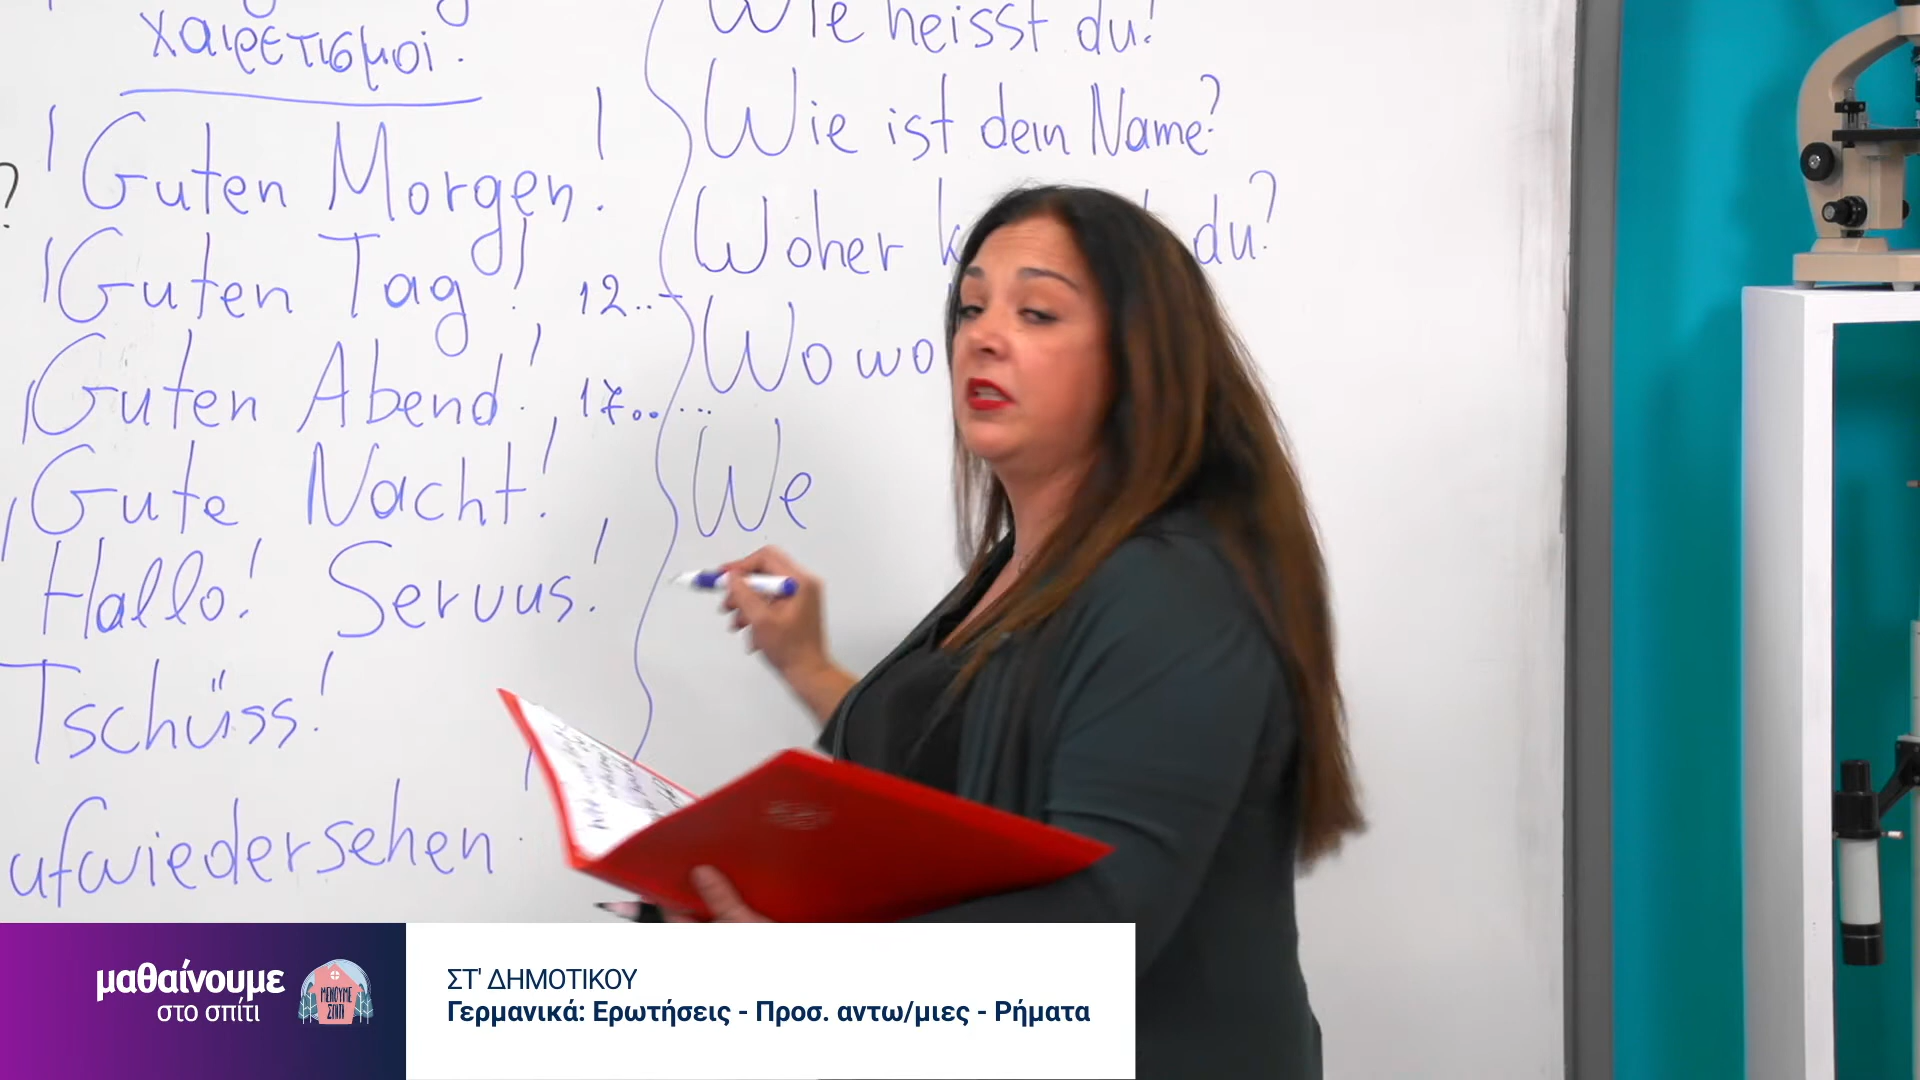 χαιρετισμοί.
Guten Morgen!
Guten Tag! 12..-
Guten Abend!, 17.. ...
Gute Nacht!
Hallo! Servus!
Tschüss!
ufwiedersehen!
Wie heisst du?
Wie ist dein Name?
Woher k du?
Wo wo
We
μαθαίνουμε
στο σπίτι
ΜΕΝΟΥΜΕ
ΣΠΙΤΙ
ΣΤ' ΔΗΜΟΤΙΚΟΥ
Γερμανικά: Ερωτήσεις - Προσ. αντω/μιες - Ρήματα